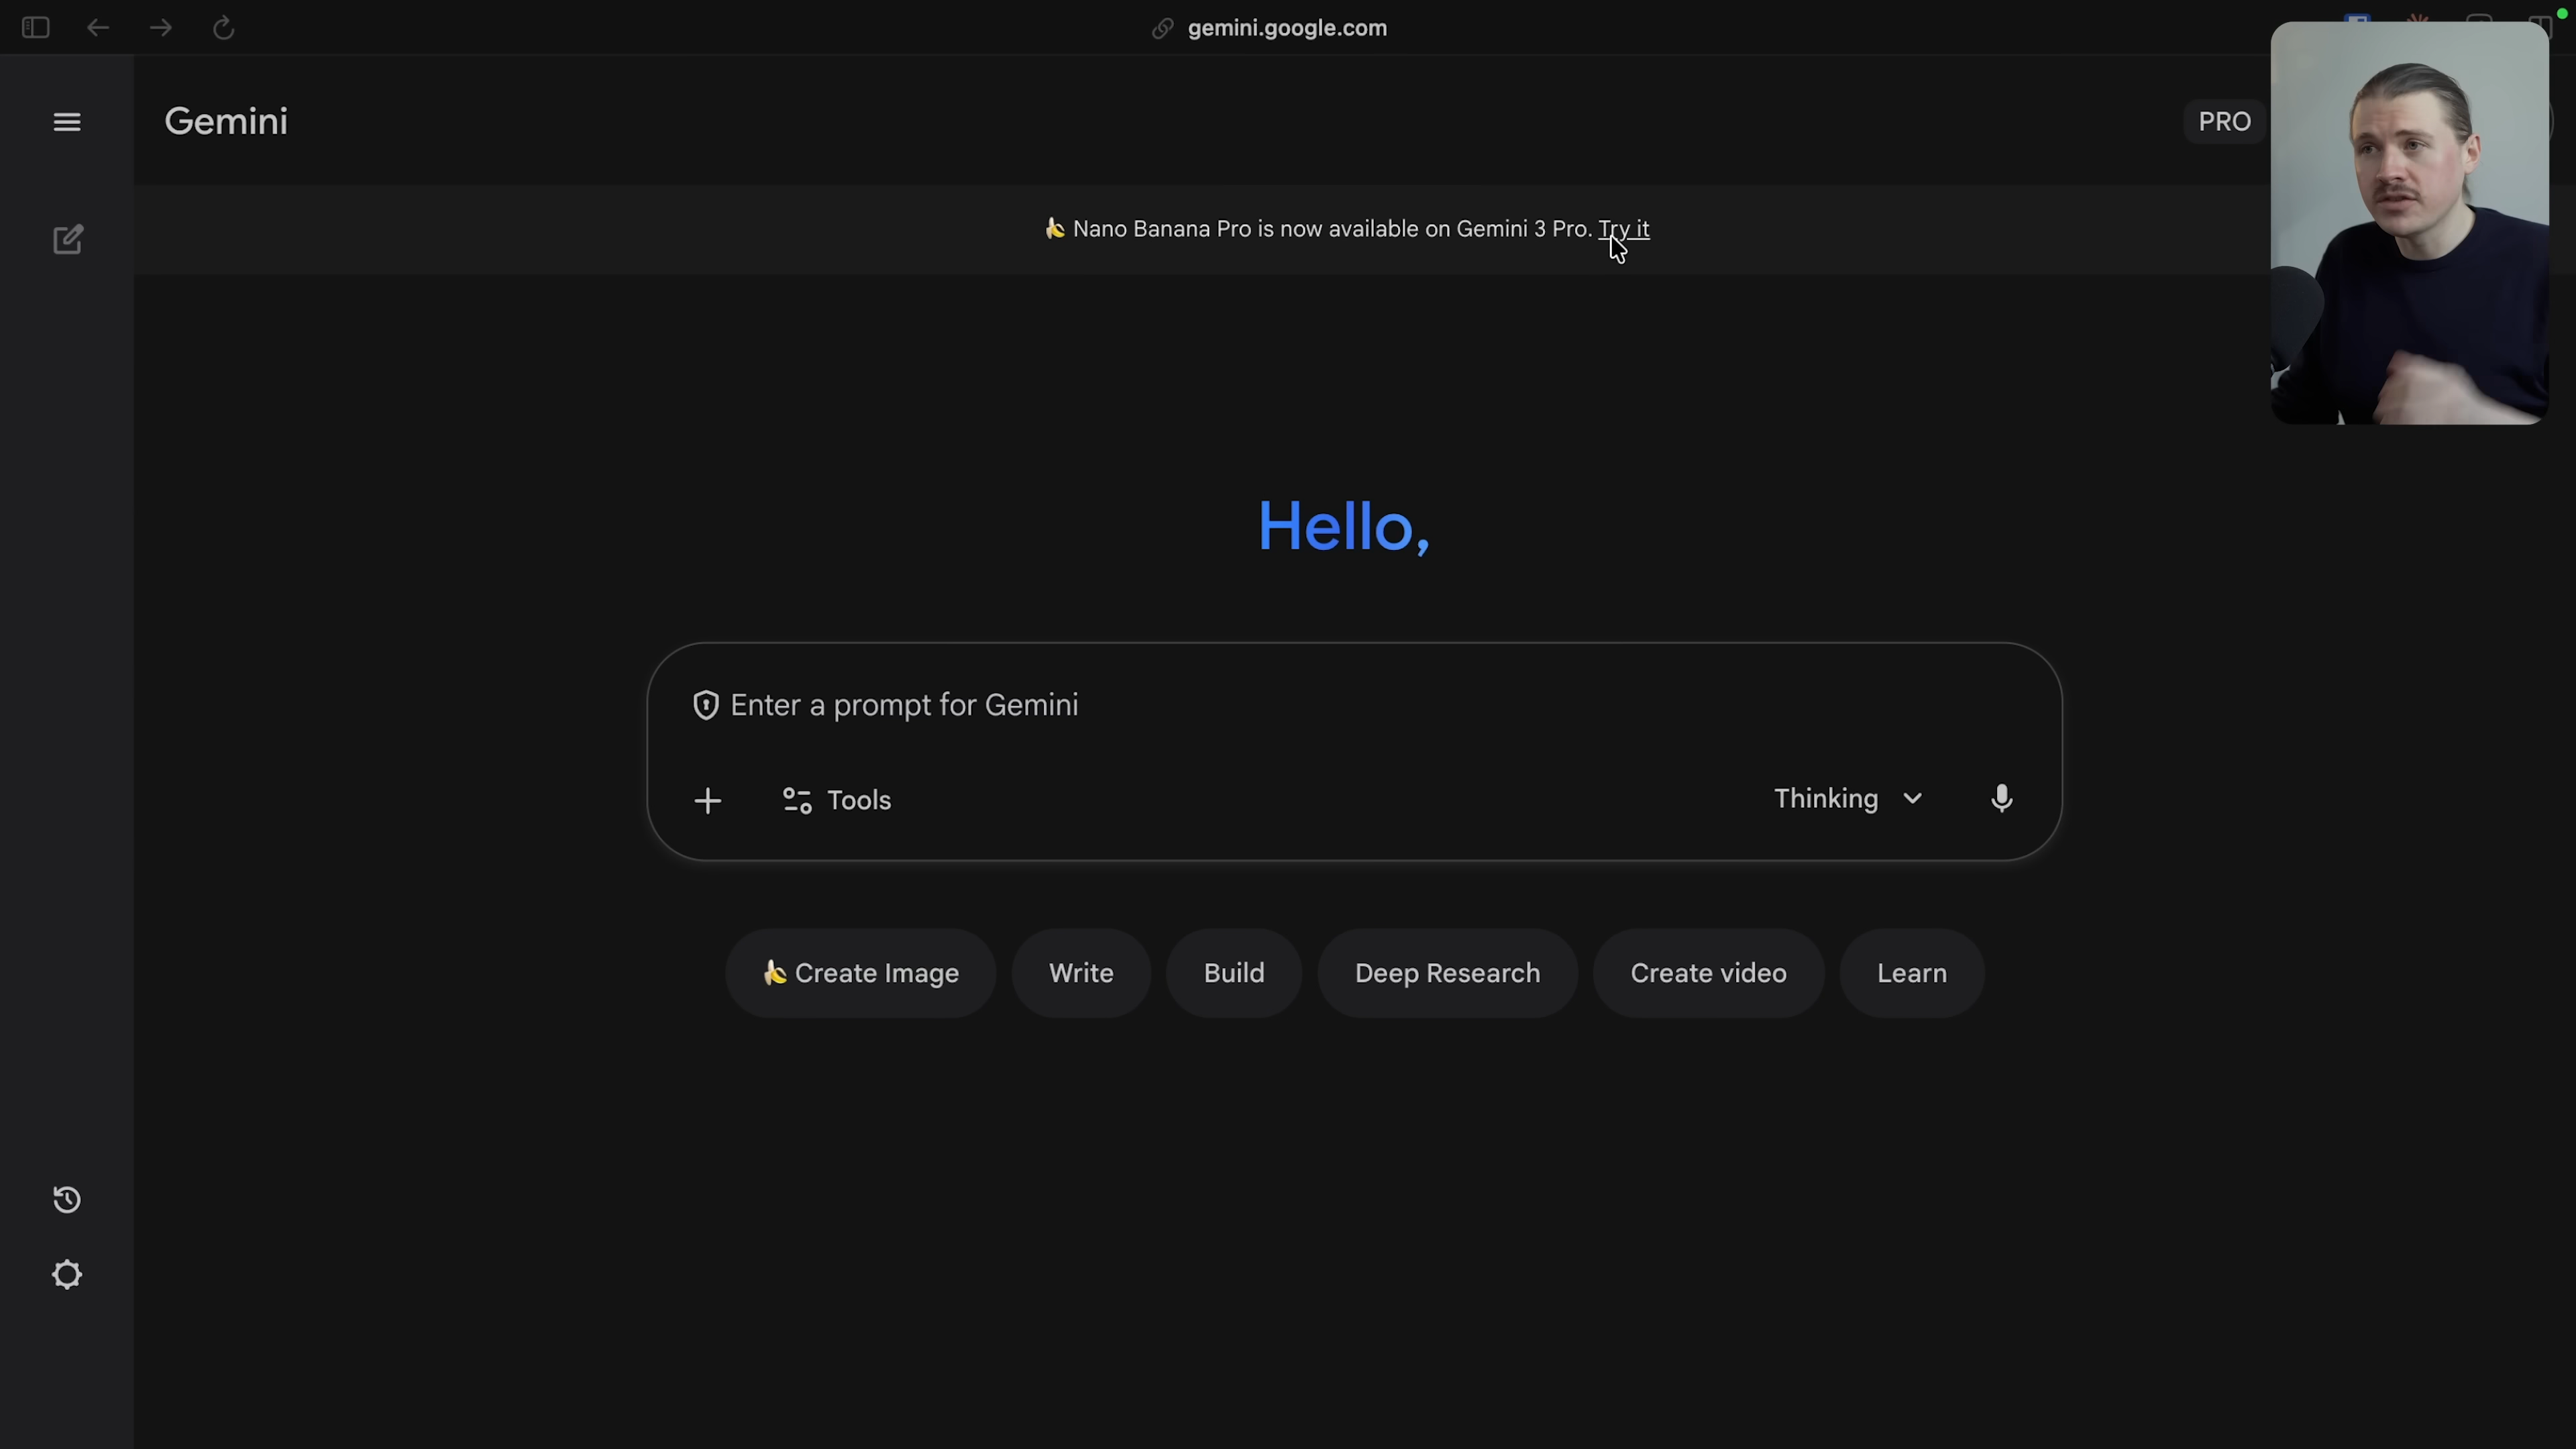 gemini.google.com
Gemini
PRO
🍌 Nano Banana Pro is now available on Gemini 3 Pro. Try it
Hello,
Enter a prompt for Gemini
Tools
Thinking
🍌 Create Image
Write
Build
Deep Research
Create video
Learn